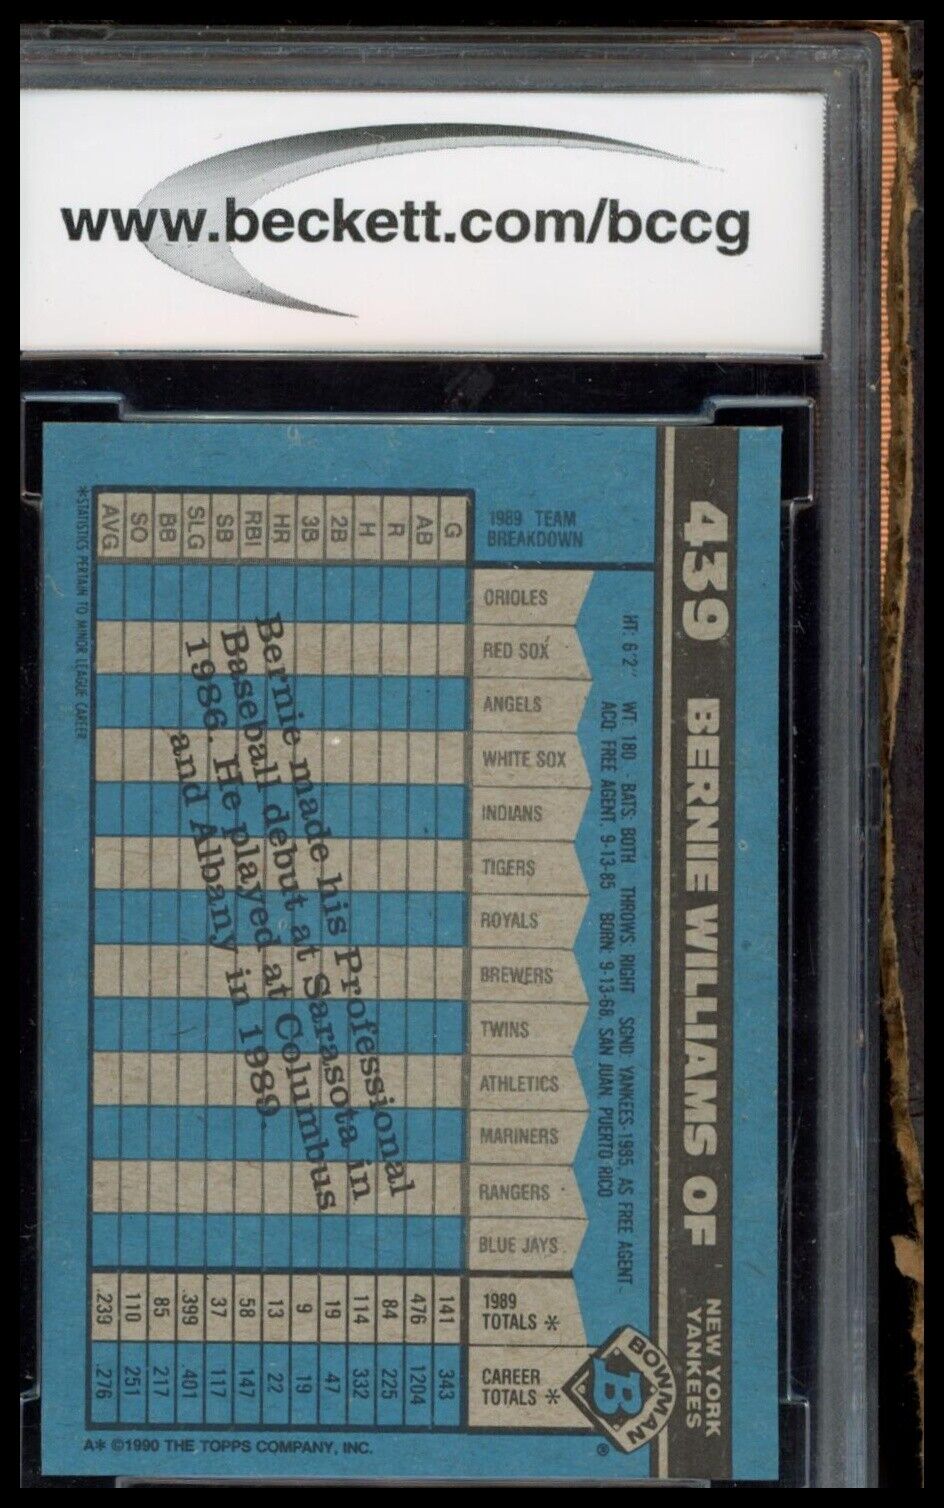 www.beckett.com/bccg
439 BERNIE WILLIAMS OF
NEW YORK
YANKEES
HT: 6'2" WT: 180 - BATS: BOTH THROWS: RIGHT SGND: YANKEES-1985, AS FREE AGENT -
ACQ: FREE AGENT, 9-13-85 BORN: 9-13-68, SAN JUAN, PUERTO RICO
BOWMAN
B
®
1989 TEAM
BREAKDOWN
G AB R H 2B 3B HR RBI SB SLG BB SO AVG
ORIOLES
RED SOX
ANGELS
WHITE SOX
INDIANS
TIGERS
ROYALS
BREWERS
TWINS
ATHLETICS
MARINERS
RANGERS
BLUE JAYS
1989
TOTALS * 141 476 84 114 19 9 13 58 37 .399 85 110 .239
CAREER
TOTALS * 343 1204 225 332 47 19 22 147 117 .401 217 251 .276
Bernie made his Professional
Baseball debut at Sarasota in
1986. He played at Columbus
and Albany in 1989.
*STATISTICS PERTAIN TO MINOR LEAGUE CAREER
A* ©1990 THE TOPPS COMPANY, INC.